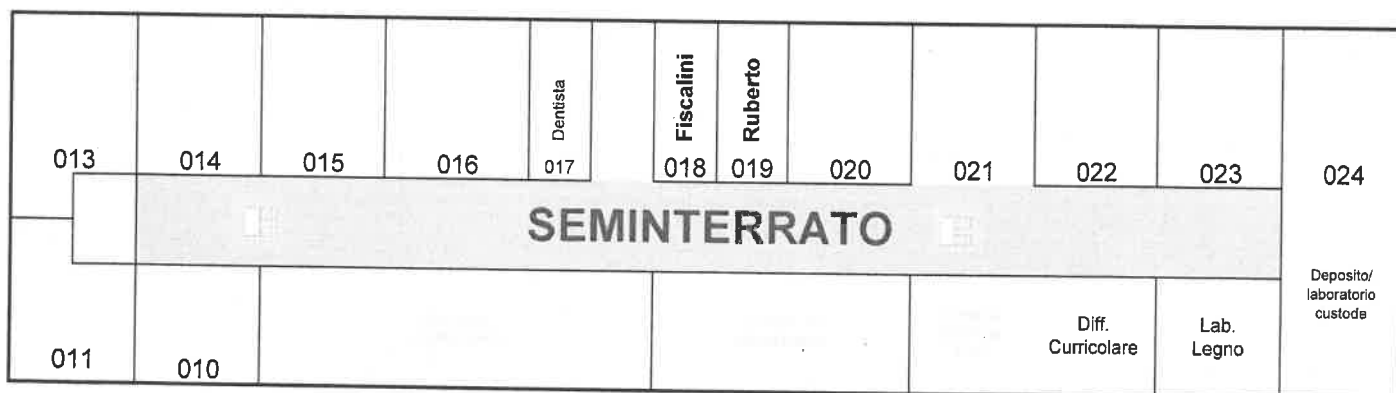 Dentista
Fiscalini
Ruberto
013
014
015
016
017
018
019
020
021
022
023
024
SEMINTERRATO
Deposito/
laboratorio
custode
Diff.
Curricolare
Lab.
Legno
011
010